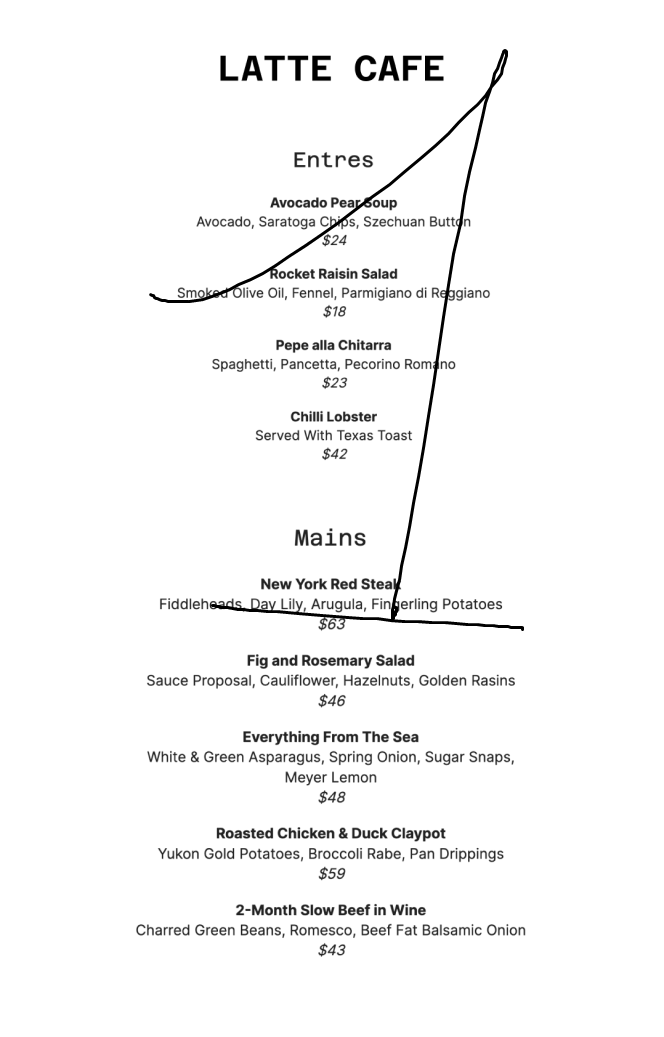 LATTE CAFE
Entres
Avocado Pear Soup
Avocado, Saratoga Chips, Szechuan Button
$24
Rocket Raisin Salad
Smoked Olive Oil, Fennel, Parmigiano di Reggiano
$18
Pepe alla Chitarra
Spaghetti, Pancetta, Pecorino Romano
$23
Chilli Lobster
Served With Texas Toast
$42
Mains
New York Red Steak
Fiddleheads, Day Lily, Arugula, Fingerling Potatoes
$63
Fig and Rosemary Salad
Sauce Proposal, Cauliflower, Hazelnuts, Golden Rasins
$46
Everything From The Sea
White & Green Asparagus, Spring Onion, Sugar Snaps,
Meyer Lemon
$48
Roasted Chicken & Duck Claypot
Yukon Gold Potatoes, Broccoli Rabe, Pan Drippings
$59
2-Month Slow Beef in Wine
Charred Green Beans, Romesco, Beef Fat Balsamic Onion
$43